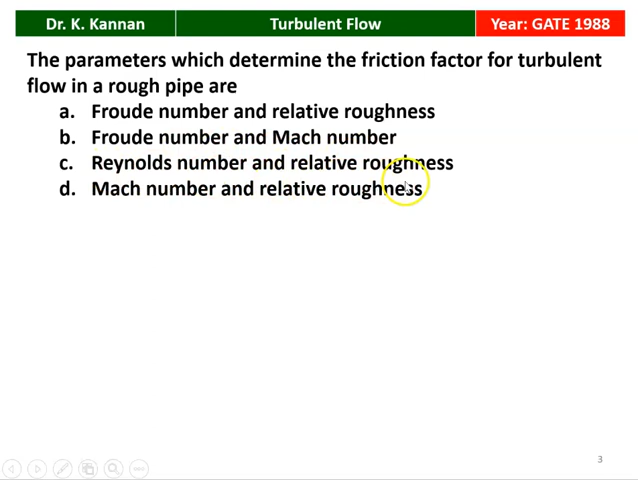 Dr. K. Kannan
Turbulent Flow
Year: GATE 1988
The parameters which determine the friction factor for turbulent
flow in a rough pipe are
a. Froude number and relative roughness
b. Froude number and Mach number
c. Reynolds number and relative roughness
d. Mach number and relative roughness
3